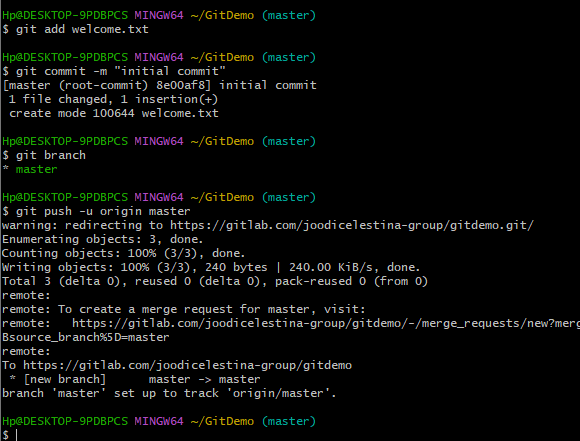 Hp@DESKTOP-9PDBPCS MINGW64 ~/GitDemo (master)
$ git add welcome.txt
Hp@DESKTOP-9PDBPCS MINGW64 ~/GitDemo (master)
$ git commit -m "initial commit"
[master (root-commit) 8e00af8] initial commit
1 file changed, 1 insertion(+)
create mode 100644 welcome.txt
Hp@DESKTOP-9PDBPCS MINGW64 ~/GitDemo (master)
$ git branch
* master
Hp@DESKTOP-9PDBPCS MINGW64 ~/GitDemo (master)
$ git push -u origin master
warning: redirecting to https://gitlab.com/joodicelestina-group/gitdemo.git/
Enumerating objects: 3, done.
Counting objects: 100% (3/3), done.
Writing objects: 100% (3/3), 240 bytes | 240.00 KiB/s, done.
Total 3 (delta 0), reused 0 (delta 0), pack-reused 0 (from 0)
remote:
remote: To create a merge request for master, visit:
remote:   https://gitlab.com/joodicelestina-group/gitdemo/-/merge_requests/new?merg
Bsource_branch%5D=master
remote:
To https://gitlab.com/joodicelestina-group/gitdemo
* [new branch]      master -> master
branch 'master' set up to track 'origin/master'.
Hp@DESKTOP-9PDBPCS MINGW64 ~/GitDemo (master)
$